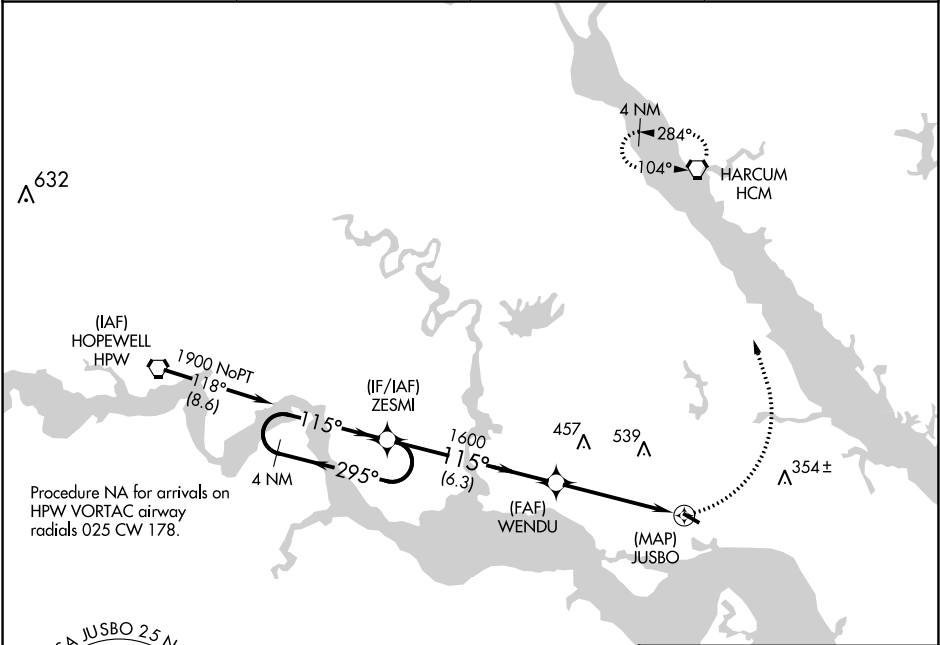 4 NM
284°
104°
HARCUM
HCM
632
(IAF)
HOPEWELL
HPW
1900 NoPT
118°
(8.6)
(IF/IAF)
ZESMI
115°
295°
4 NM
1600
115°
(6.3)
457
539
354±
(FAF)
WENDU
(MAP)
JUSBO
Procedure NA for arrivals on
HPW VORTAC airway
radials 025 CW 178.
JUSBO 25